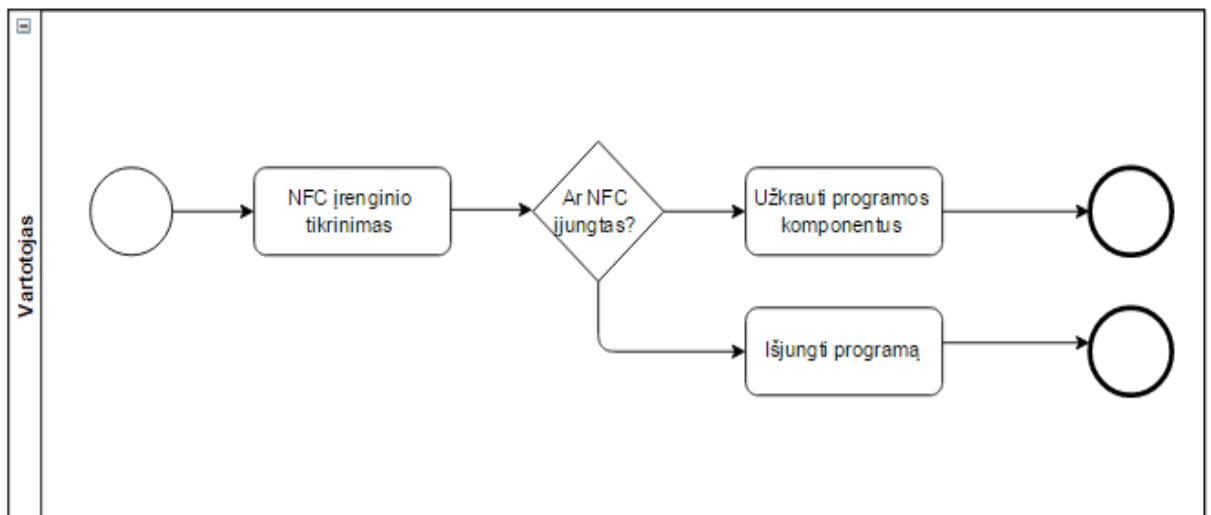 Vartotojas
NFC įrenginio
tikrinimas
Ar NFC
įjungtas?
Užkrauti programos
komponentus
Išjungti programą